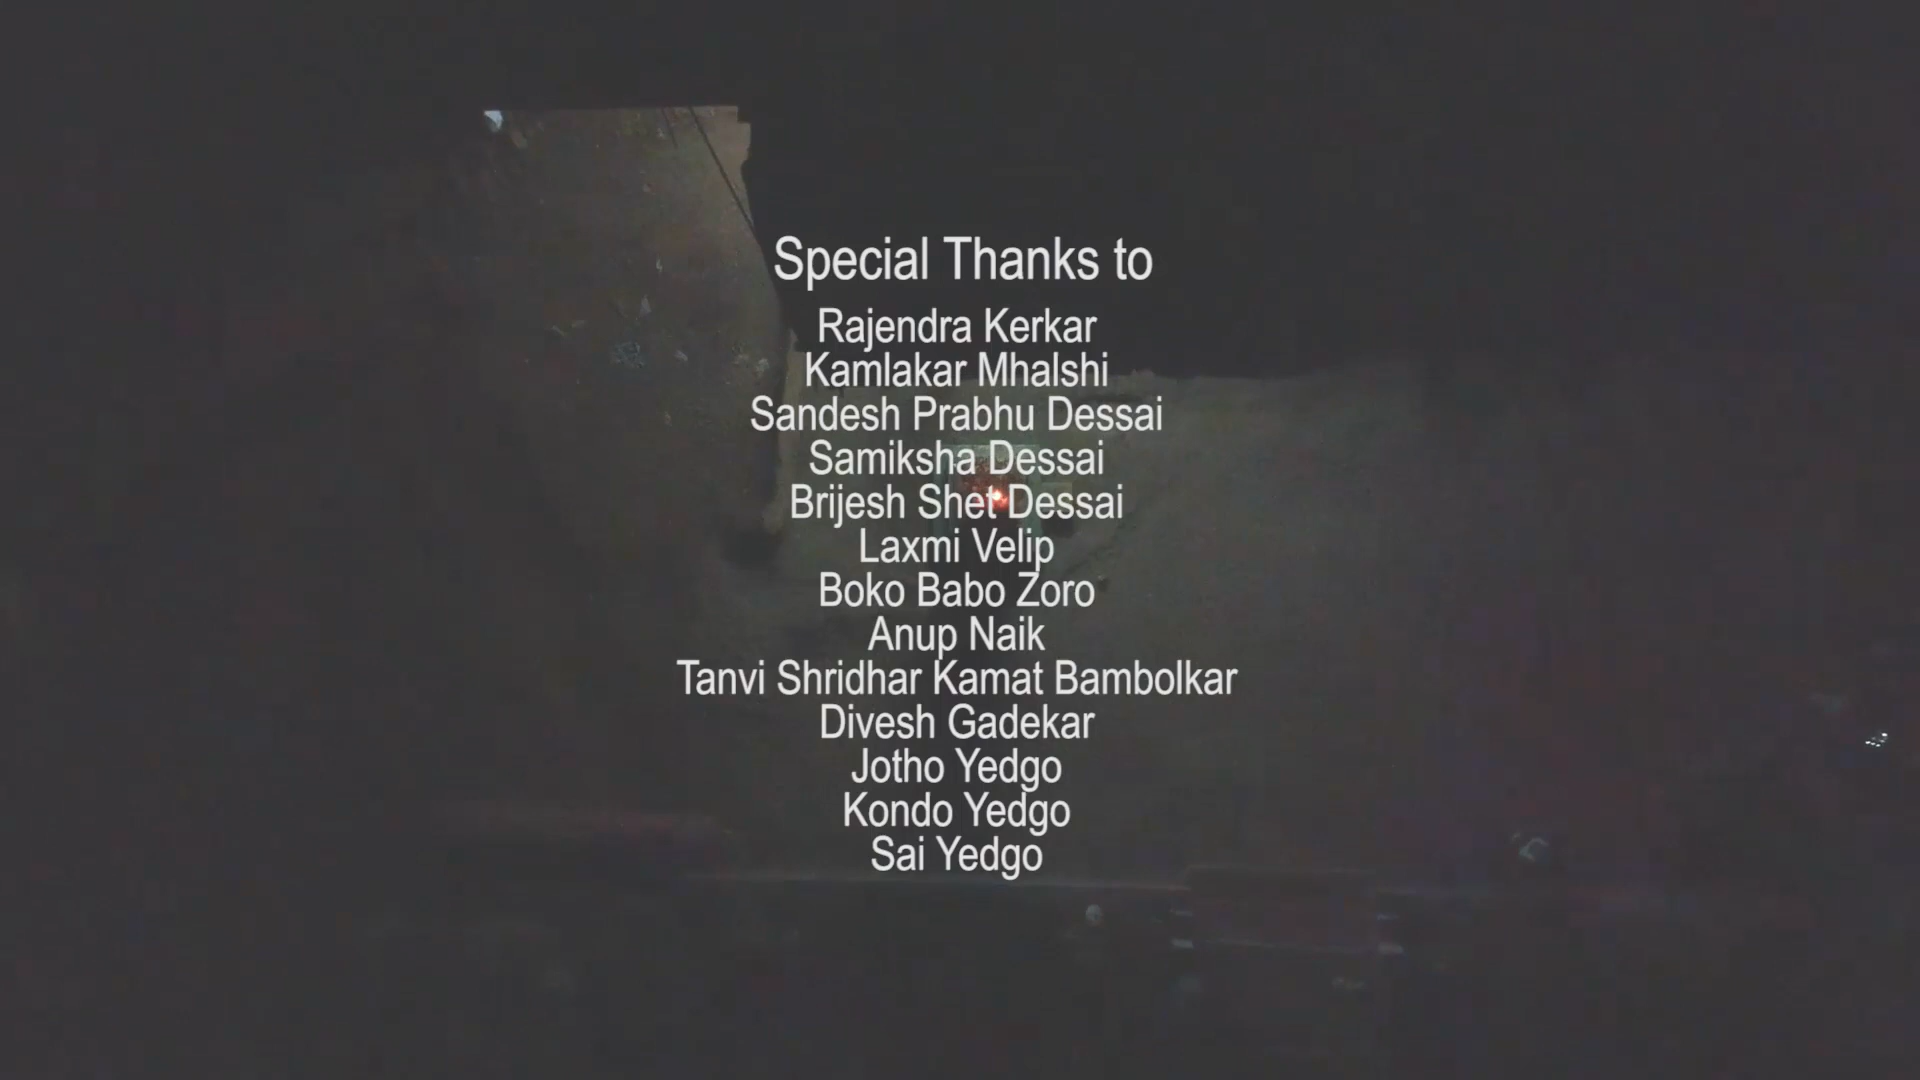 Special Thanks to
Rajendra Kerkar
Kamlakar Mhalshi
Sandesh Prabhu Dessai
Samiksha Dessai
Brijesh Shet Dessai
Laxmi Velip
Boko Babo Zoro
Anup Naik
Tanvi Shridhar Kamat Bambolkar
Divesh Gadekar
Jotho Yedgo
Kondo Yedgo
Sai Yedgo